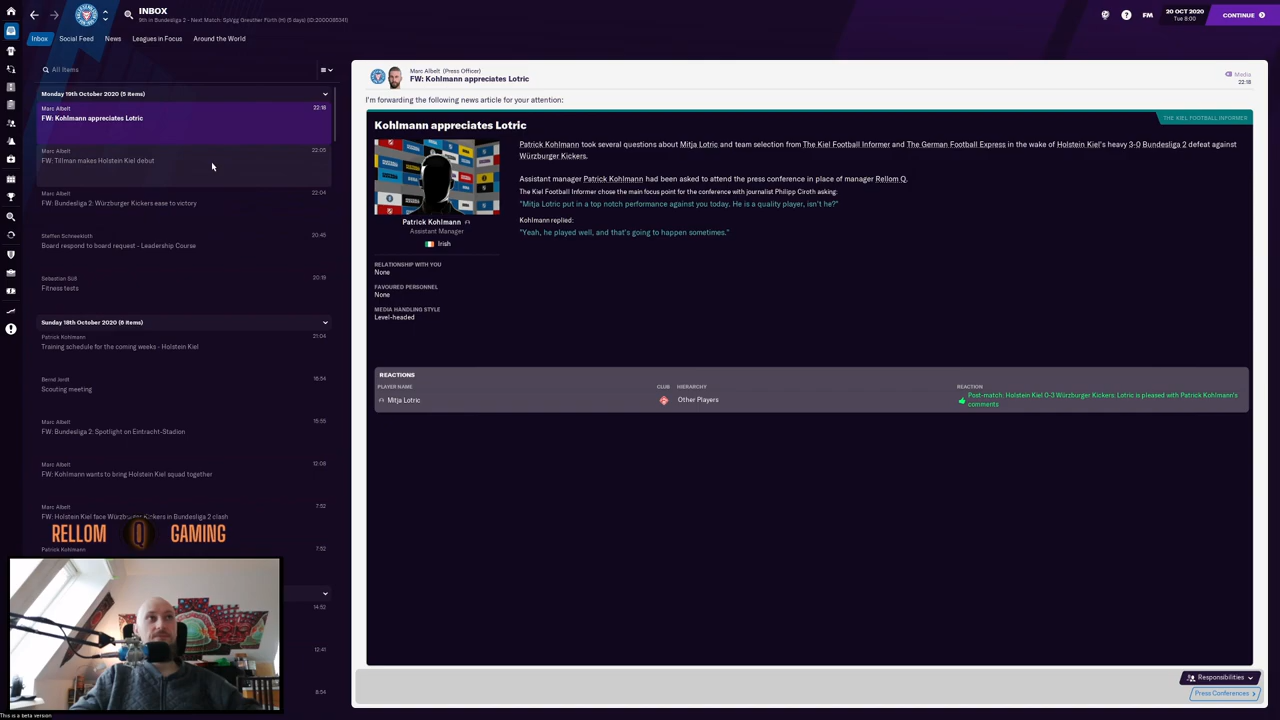 INBOX
9th in Bundesliga 2 - Next Match: SpVgg Greuther Fürth (H) (5 days) (ID:2000085341)
20 OCT 2020
Tue 8:00
FM
CONTINUE
Inbox Social Feed News Leagues in Focus Around the World
All Items
Monday 19th October 2020 (5 Items)
Marc Albelt 22:18
FW: Kohlmann appreciates Lotric
Marc Albelt 22:05
FW: Tillman makes Holstein Kiel debut
Marc Albelt 22:04
FW: Bundesliga 2: Würzburger Kickers ease to victory
Steffen Schneekloth 20:45
Board respond to board request - Leadership Course
Sebastian Süß 20:19
Fitness tests
Sunday 18th October 2020 (6 Items)
Patrick Kohlmann 21:04
Training schedule for the coming weeks - Holstein Kiel
Bernd Jordt 16:54
Scouting meeting
Marc Albelt 15:55
FW: Bundesliga 2: Spotlight on Eintracht-Stadion
Marc Albelt 12:08
FW: Kohlmann wants to bring Holstein Kiel squad together
Marc Albelt 7:52
FW: Holstein Kiel face Würzburger Kickers in Bundesliga 2 clash
RELLOM Q GAMING
Patrick Kohlmann 7:52
14:52
12:41
8:54
This is a beta version
Marc Albelt (Press Officer)
FW: Kohlmann appreciates Lotric
Media
22:18
I'm forwarding the following news article for your attention:
THE KIEL FOOTBALL INFORMER
Kohlmann appreciates Lotric
Patrick Kohlmann
Assistant Manager
Irish
RELATIONSHIP WITH YOU
None
FAVOURED PERSONNEL
None
MEDIA HANDLING STYLE
Level-headed
Patrick Kohlmann took several questions about Mitja Lotric and team selection from The Kiel Football Informer and The German Football Express in the wake of Holstein Kiel's heavy 3-0 Bundesliga 2 defeat against
Würzburger Kickers.
Assistant manager Patrick Kohlmann had been asked to attend the press conference in place of manager Rellom Q.
The Kiel Football Informer chose the main focus point for the conference with journalist Philipp Ciroth asking:
"Mitja Lotric put in a top notch performance against you today. He is a quality player, isn't he?"
Kohlmann replied:
"Yeah, he played well, and that's going to happen sometimes."
REACTIONS
PLAYER NAME CLUB HIERARCHY REACTION
Mitja Lotric Other Players Post-match: Holstein Kiel 0-3 Würzburger Kickers: Lotric is pleased with Patrick Kohlmann's
comments
Responsibilities
Press Conferences